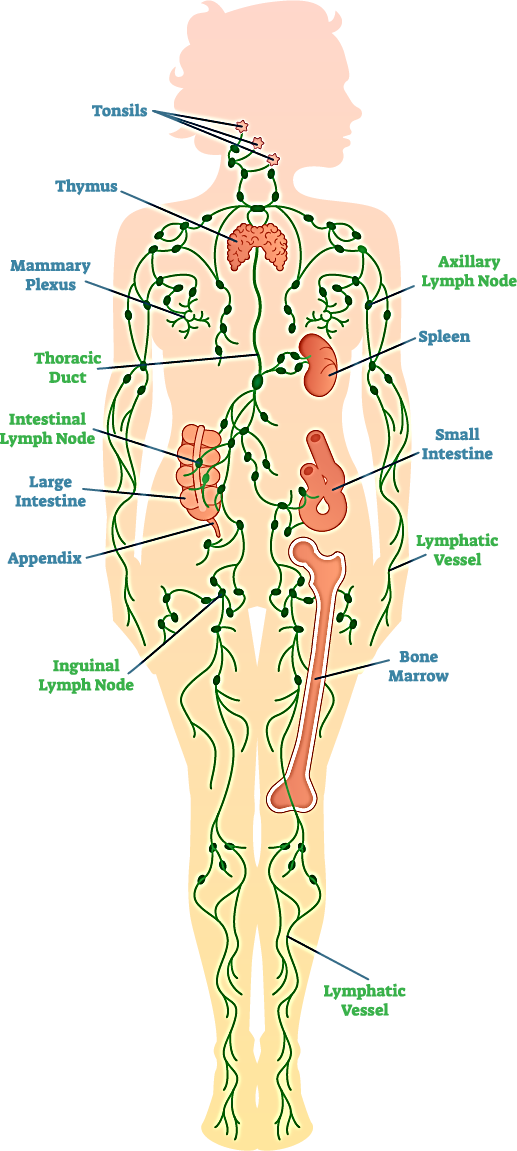 Tonsils
Thymus
Mammary
Plexus
Axillary
Lymph Node
Spleen
Thoracic
Duct
Intestinal
Lymph Node
Small
Intestine
Large
Intestine
Appendix
Lymphatic
Vessel
Inguinal
Lymph Node
Bone
Marrow
Lymphatic
Vessel